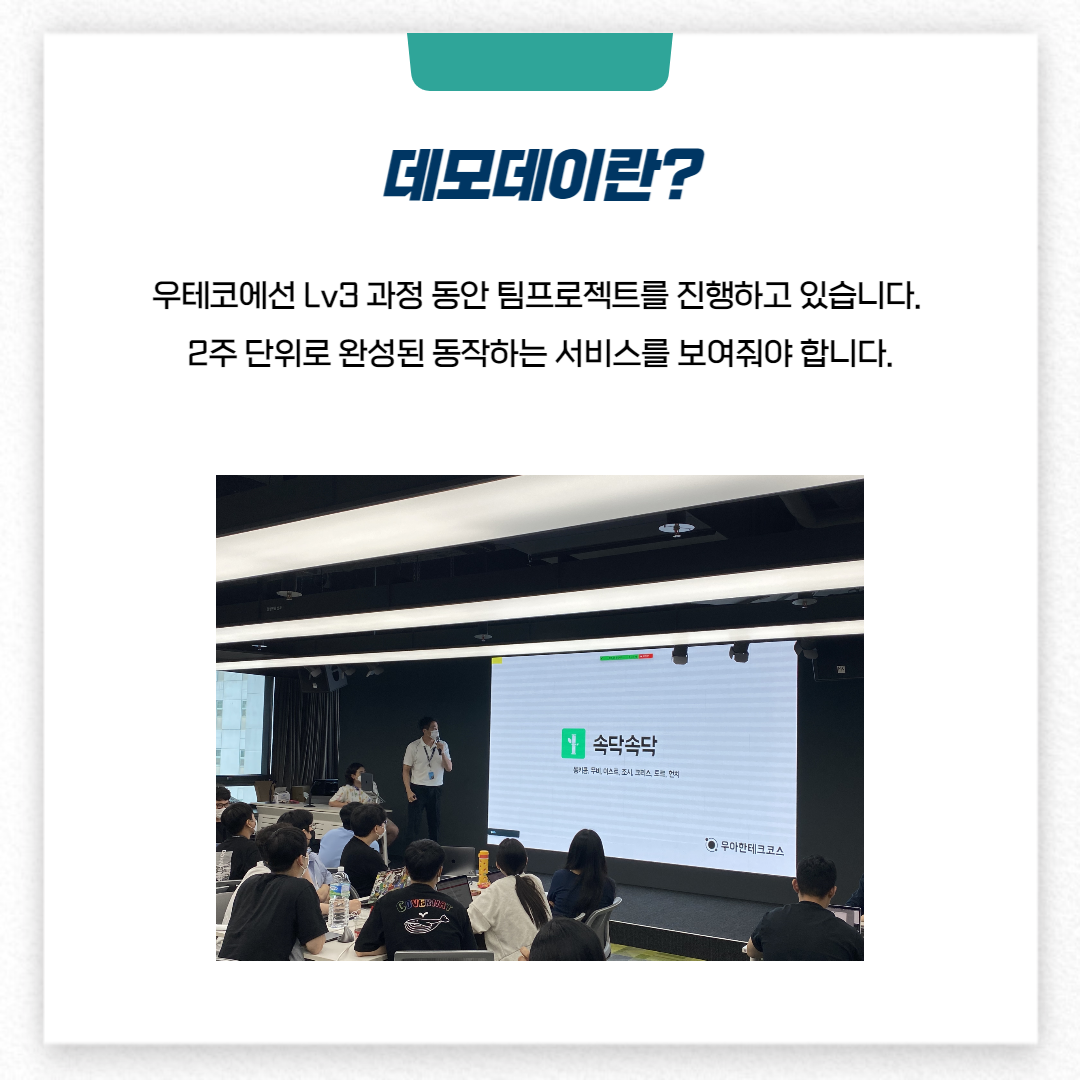 데모데이란?
우테코에선 Lv3 과정 동안 팀프로젝트를 진행하고 있습니다.
2주 단위로 완성된 동작하는 서비스를 보여줘야 합니다.
속닥속닥
우아한테크코스
COVERNAT